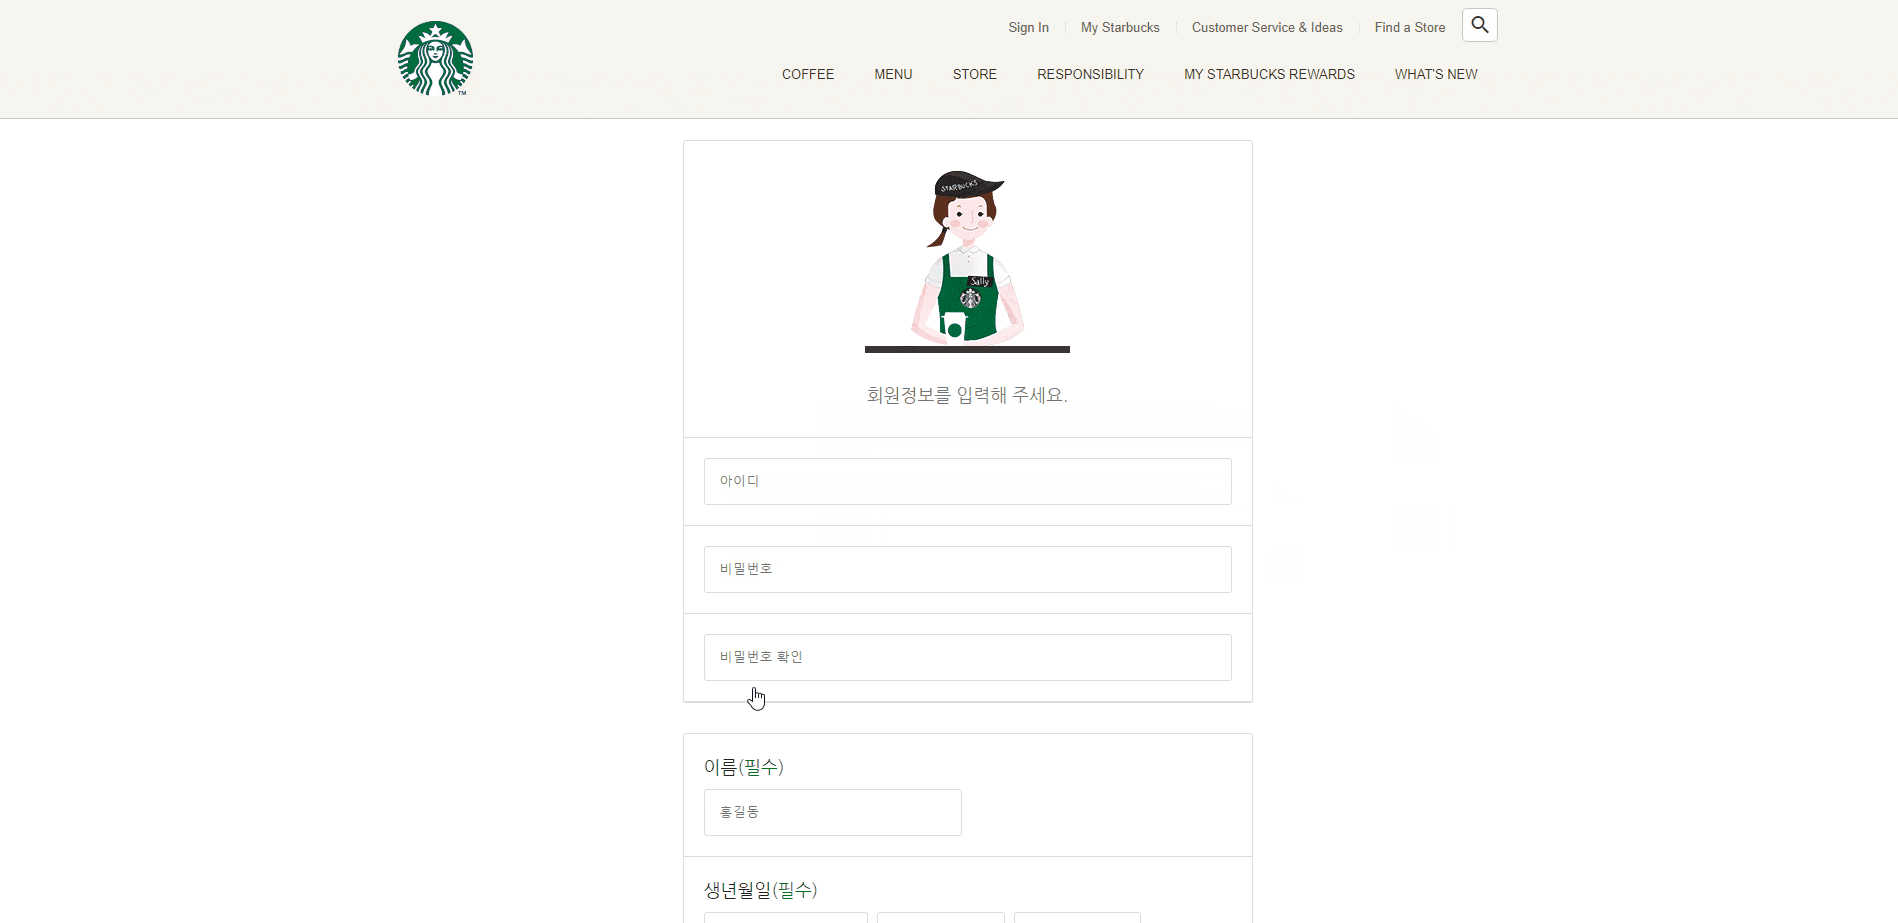 Sign In
My Starbucks
Customer Service & Ideas
Find a Store
COFFEE
MENU
STORE
RESPONSIBILITY
MY STARBUCKS REWARDS
WHAT'S NEW
TM
STARBUCKS
Sally
회원정보를 입력해 주세요.
아이디
비밀번호
비밀번호 확인
이름(필수)
홍길동
생년월일(필수)